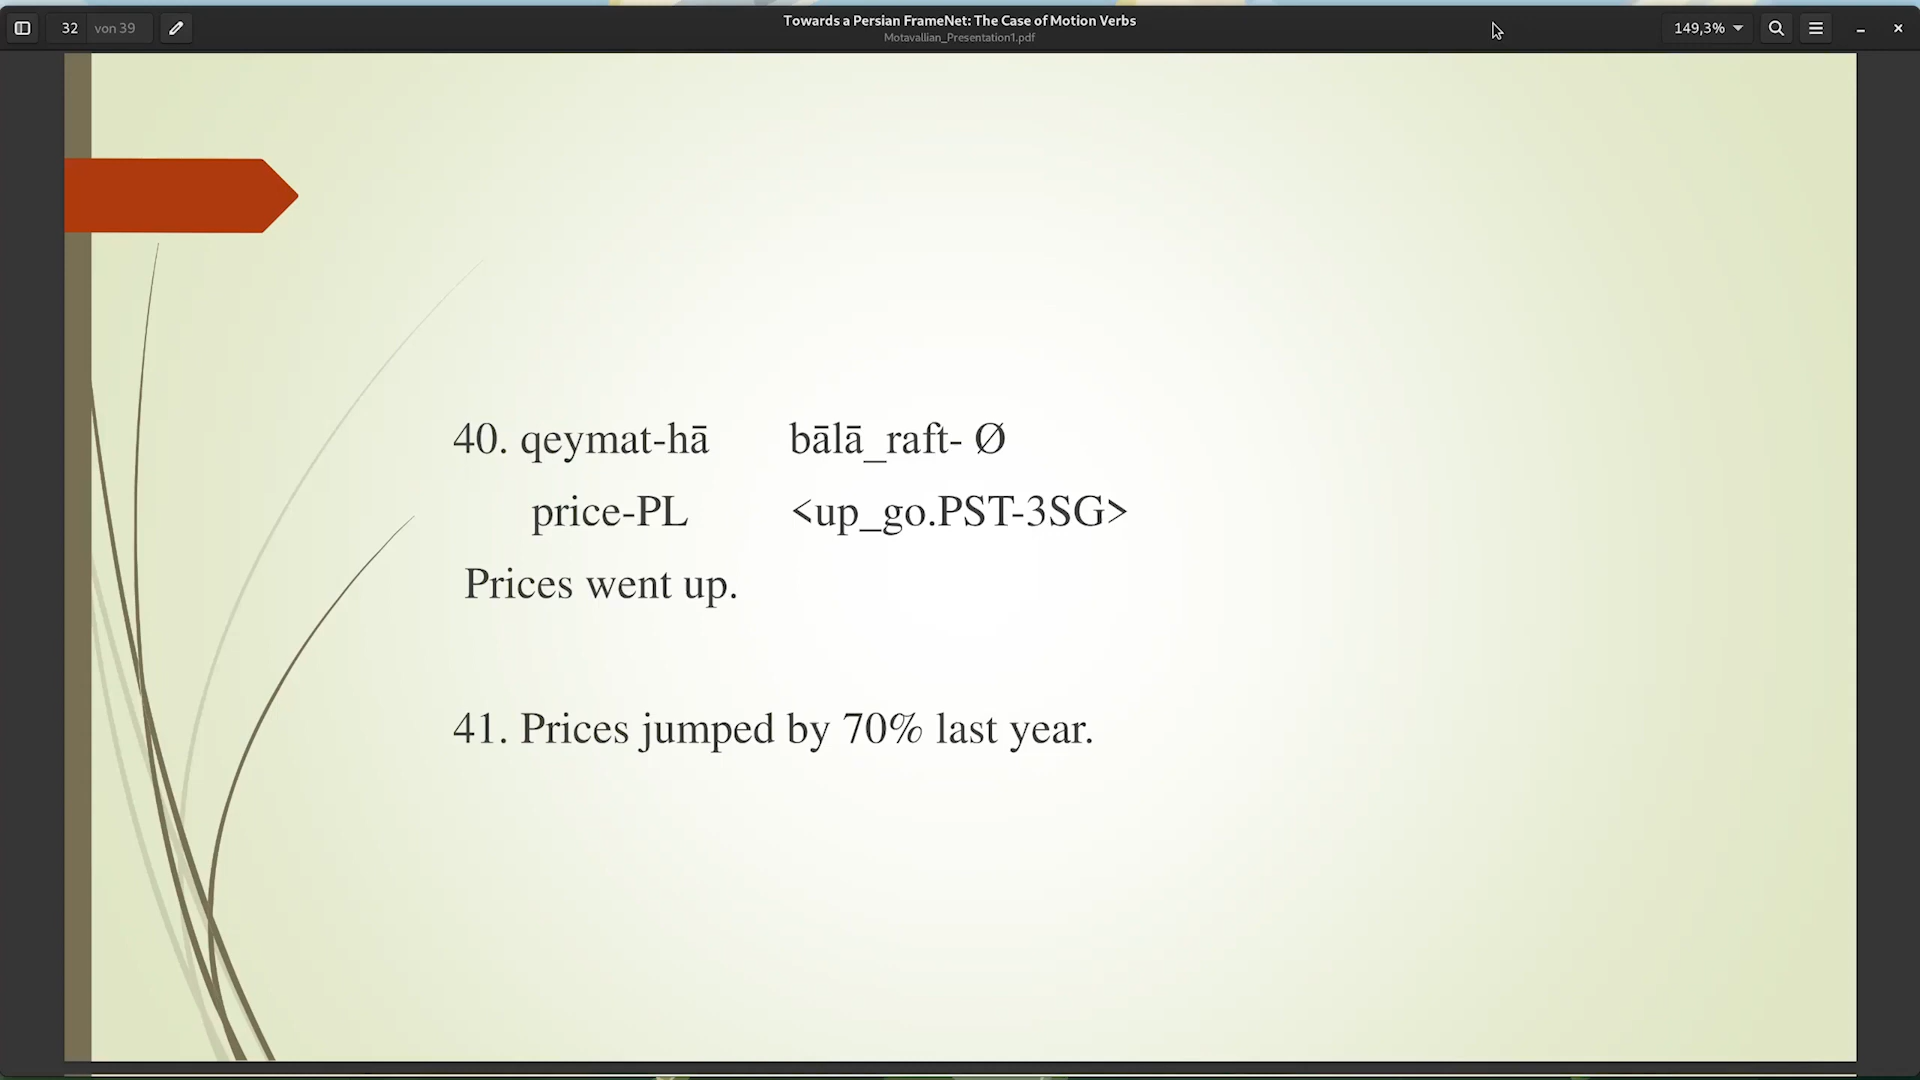 32 von 39
Towards a Persian FrameNet: The Case of Motion Verbs
Motavallian_Presentation1.pdf
149,3%
40. qeymat-hā bālā_raft- Ø
price-PL <up_go.PST-3SG>
Prices went up.
41. Prices jumped by 70% last year.